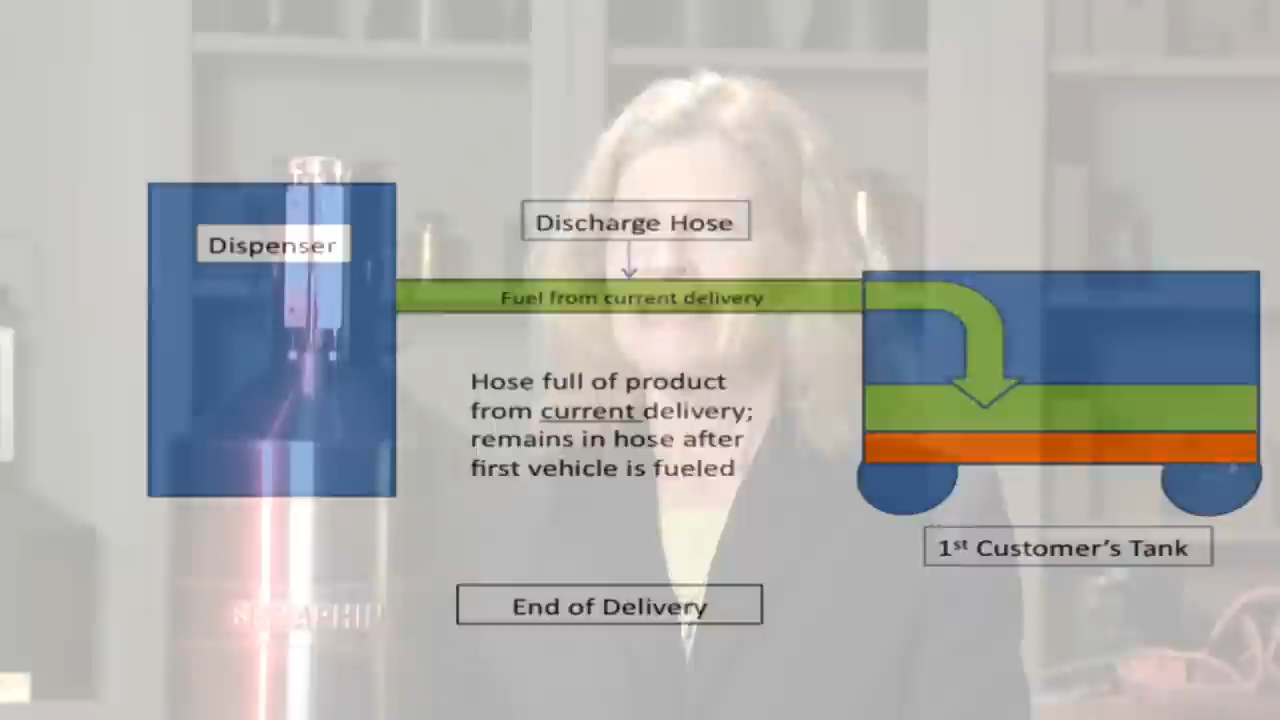 Dispenser
Discharge Hose
Fuel from current delivery
Hose full of product
from current delivery;
remains in hose after
first vehicle is fueled
1st Customer's Tank
End of Delivery